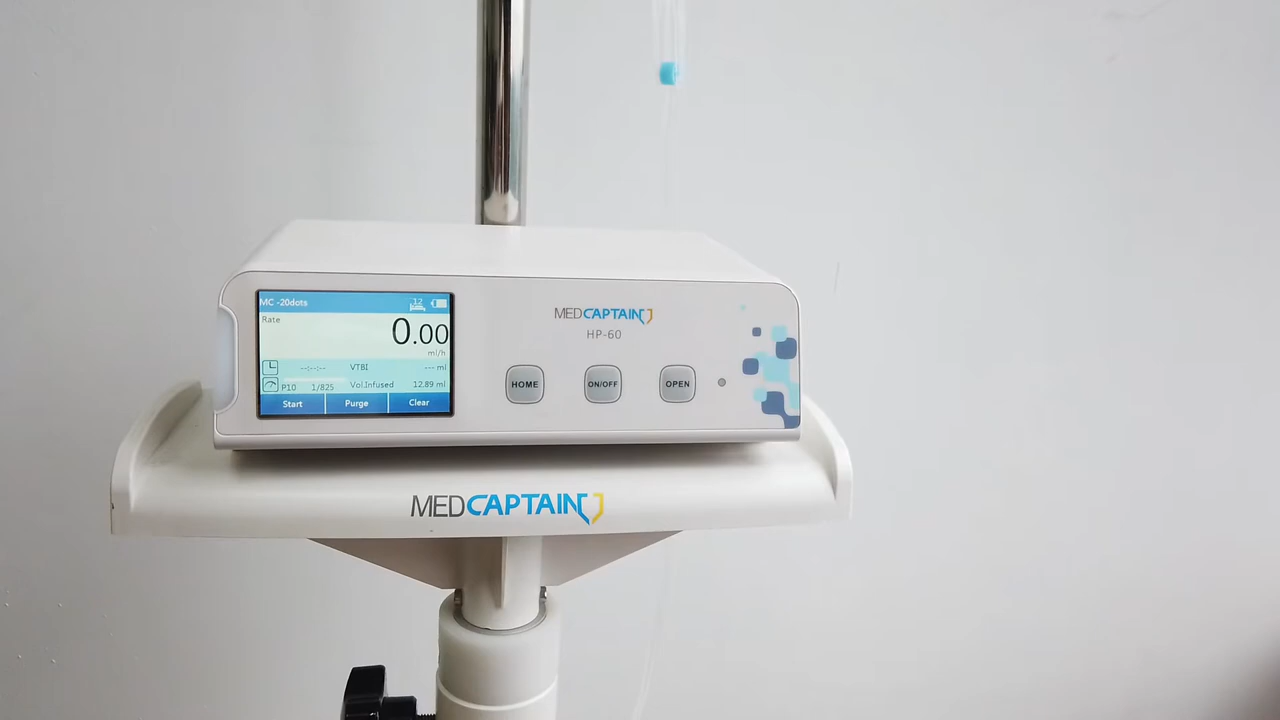 MC -20dots 12
Rate
0.00
ml/h
--:--:-- VTBI --- ml
P10 1/825 Vol.Infused 12.89 ml
Start Purge Clear
MEDCAPTAIN
HP-60
HOME ON/OFF OPEN
MEDCAPTAIN